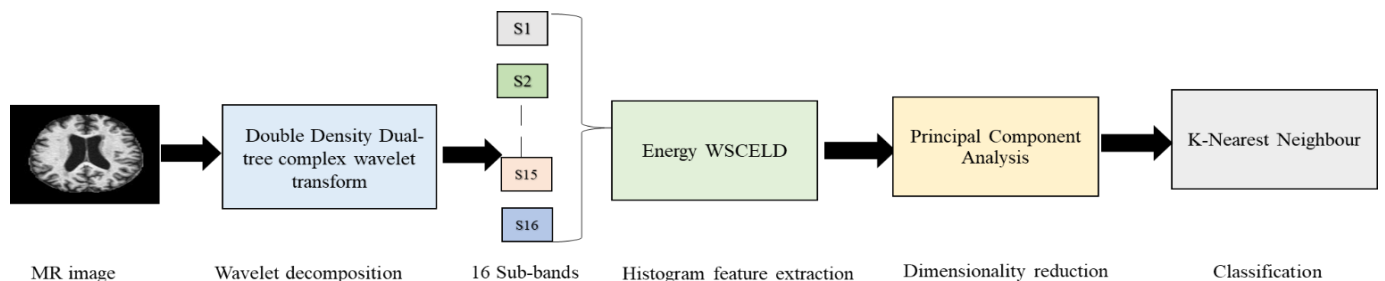 S1
S2
S15
S16
Double Density Dual-
tree complex wavelet
transform
Energy WSCELD
Principal Component
Analysis
K-Nearest Neighbour
MR image
Wavelet decomposition
16 Sub-bands
Histogram feature extraction
Dimensionality reduction
Classification